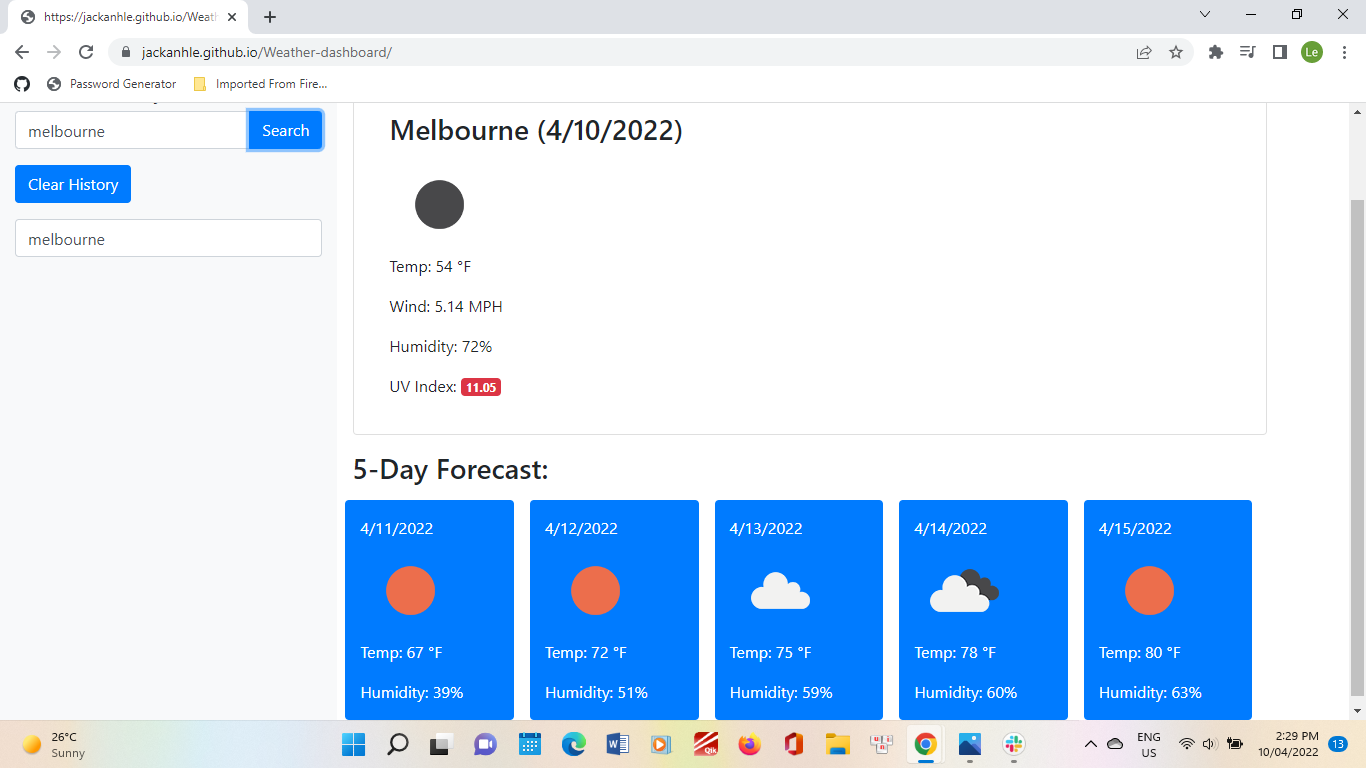 https://jackanhle.github.io/Weath
jackanhle.github.io/Weather-dashboard/
Le
Password Generator
Imported From Fire...
melbourne
Search
Clear History
melbourne
Melbourne (4/10/2022)
Temp: 54 °F
Wind: 5.14 MPH
Humidity: 72%
UV Index: 11.05
5-Day Forecast:
4/11/2022
Temp: 67 °F
Humidity: 39%
4/12/2022
Temp: 72 °F
Humidity: 51%
4/13/2022
Temp: 75 °F
Humidity: 59%
4/14/2022
Temp: 78 °F
Humidity: 60%
4/15/2022
Temp: 80 °F
Humidity: 63%
26°C
Sunny
Qik
ENG
US
2:29 PM
10/04/2022
13